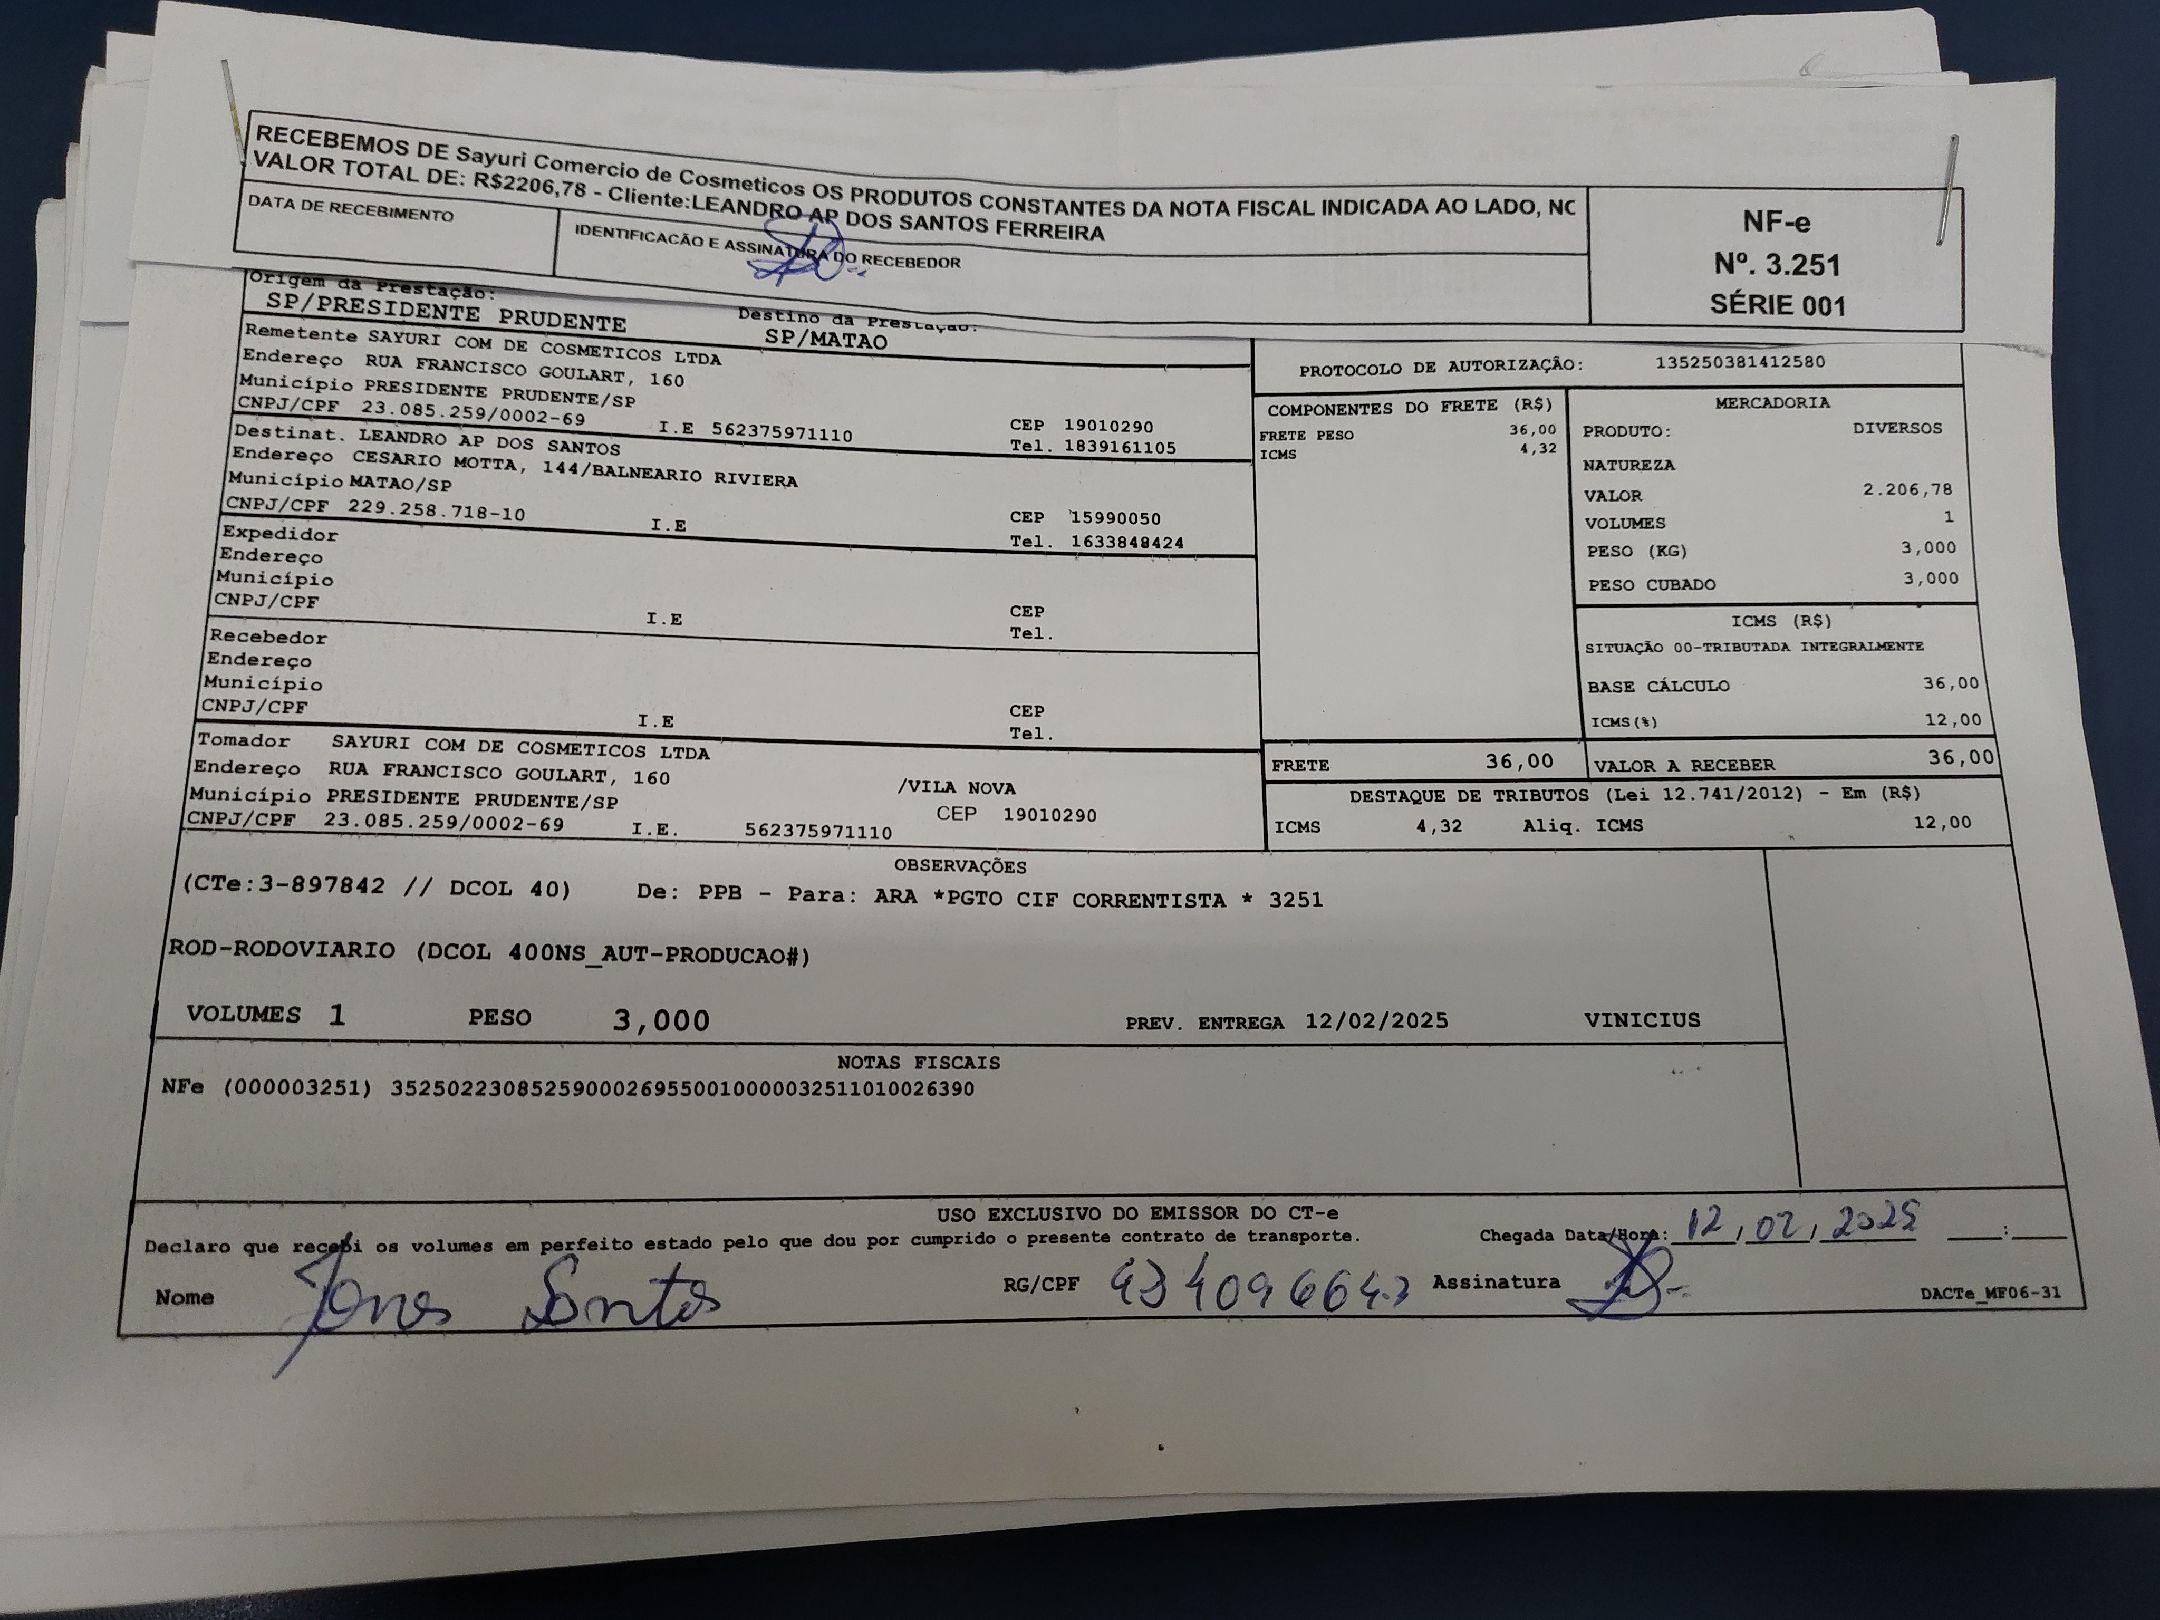 RECEBEMOS DE Sayuri Comercio de Cosmeticos OS PRODUTOS CONSTANTES DA NOTA FISCAL INDICADA AO LADO, NO
VALOR TOTAL DE: R$2206,78 - Cliente:LEANDRO AP DOS SANTOS FERREIRA
DATA DE RECEBIMENTO
IDENTIFICACÃO E ASSINATURA DO RECEBEDOR
NF-e
Nº. 3.251
SÉRIE 001
Origem da Prestação:
SP/PRESIDENTE PRUDENTE
Destino da Prestação:
SP/MATAO
Remetente SAYURI COM DE COSMETICOS LTDA
Endereço RUA FRANCISCO GOULART, 160
Município PRESIDENTE PRUDENTE/SP
CNPJ/CPF 23.085.259/0002-69 I.E 562375971110
CEP 19010290
Tel. 1839161105
Destinat. LEANDRO AP DOS SANTOS
Endereço CESARIO MOTTA, 144/BALNEARIO RIVIERA
Município MATAO/SP
CNPJ/CPF 229.258.718-10 I.E
CEP 15990050
Tel. 1633848424
Expedidor
Endereço
Município
CNPJ/CPF I.E
CEP
Tel.
Recebedor
Endereço
Município
CNPJ/CPF I.E
CEP
Tel.
Tomador SAYURI COM DE COSMETICOS LTDA
Endereço RUA FRANCISCO GOULART, 160 /VILA NOVA
Município PRESIDENTE PRUDENTE/SP CEP 19010290
CNPJ/CPF 23.085.259/0002-69 I.E. 562375971110
PROTOCOLO DE AUTORIZAÇÃO: 135250381412580
COMPONENTES DO FRETE (R$)
FRETE PESO 36,00
ICMS 4,32
MERCADORIA
PRODUTO: DIVERSOS
NATUREZA
VALOR 2.206,78
VOLUMES 1
PESO (KG) 3,000
PESO CUBADO 3,000
ICMS (R$)
SITUAÇÃO 00-TRIBUTADA INTEGRALMENTE
BASE CÁLCULO 36,00
ICMS(%) 12,00
FRETE 36,00 VALOR A RECEBER 36,00
DESTAQUE DE TRIBUTOS (Lei 12.741/2012) - Em (R$)
ICMS 4,32 Aliq. ICMS 12,00
OBSERVAÇÕES
(CTe:3-897842 // DCOL 40) De: PPB - Para: ARA *PGTO CIF CORRENTISTA * 3251
ROD-RODOVIARIO (DCOL 400NS_AUT-PRODUCAO#)
VOLUMES 1 PESO 3,000 PREV. ENTREGA 12/02/2025 VINICIUS
NOTAS FISCAIS
NFe (000003251) 35250223085259000269550010000032511010026390
USO EXCLUSIVO DO EMISSOR DO CT-e
Declaro que recebi os volumes em perfeito estado pelo que dou por cumprido o presente contrato de transporte.
Chegada Data/Hora: 12/02/2025 :
Nome Jonas Santos RG/CPF Assinatura
DACTe_MF06-31